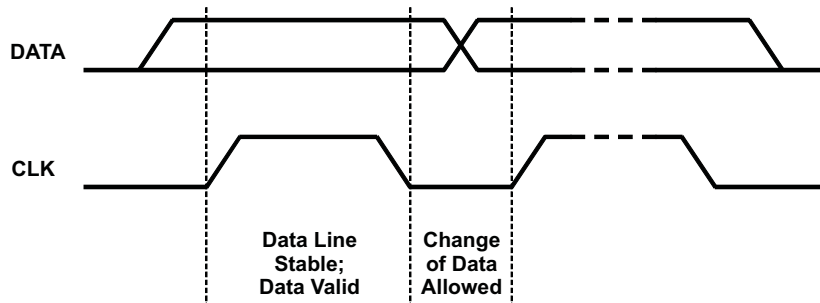 DATA
CLK
Data Line
Stable;
Data Valid
Change
of Data
Allowed